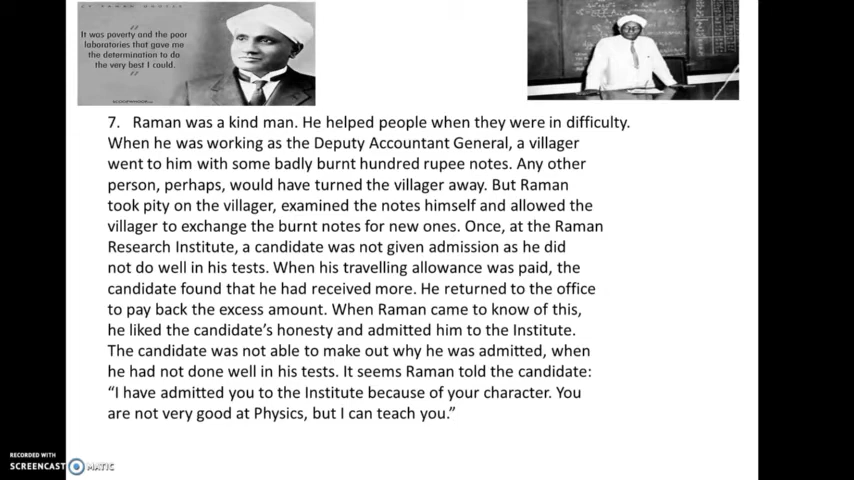 It was poverty and the poor
laboratories that gave me
the determination to do
the very best I could.
7. Raman was a kind man. He helped people when they were in difficulty.
When he was working as the Deputy Accountant General, a villager
went to him with some badly burnt hundred rupee notes. Any other
person, perhaps, would have turned the villager away. But Raman
took pity on the villager, examined the notes himself and allowed the
villager to exchange the burnt notes for new ones. Once, at the Raman
Research Institute, a candidate was not given admission as he did
not do well in his tests. When his travelling allowance was paid, the
candidate found that he had received more. He returned to the office
to pay back the excess amount. When Raman came to know of this,
he liked the candidate’s honesty and admitted him to the Institute.
The candidate was not able to make out why he was admitted, when
he had not done well in his tests. It seems Raman told the candidate:
“I have admitted you to the Institute because of your character. You
are not very good at Physics, but I can teach you.”
RECORDED WITH
SCREENCAST MATIC